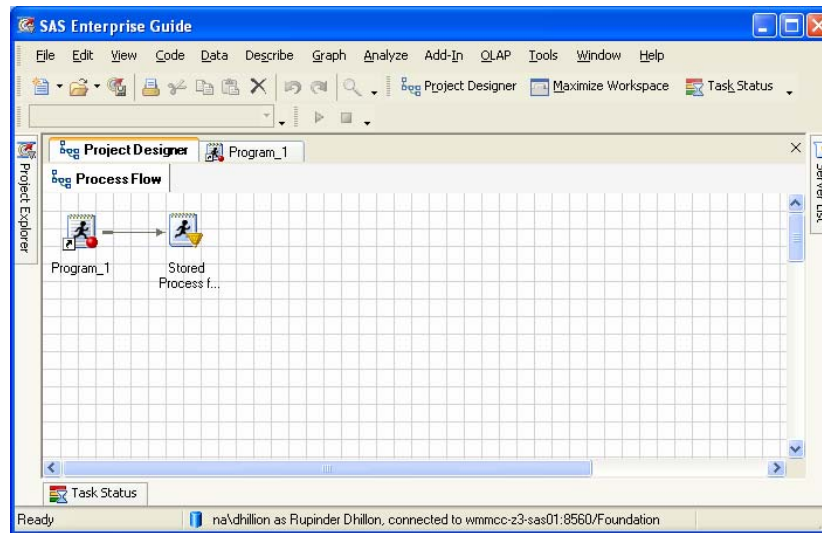 SAS Enterprise Guide
File Edit View Code Data Describe Graph Analyze Add-In OLAP Tools Window Help
Project Designer Maximize Workspace Task Status
Project Designer Program_1
Process Flow
Project Explorer
Server List
Program_1
Stored
Process f...
Task Status
Ready na\dhillion as Rupinder Dhillon, connected to wmmcc-z3-sas01:8560/Foundation